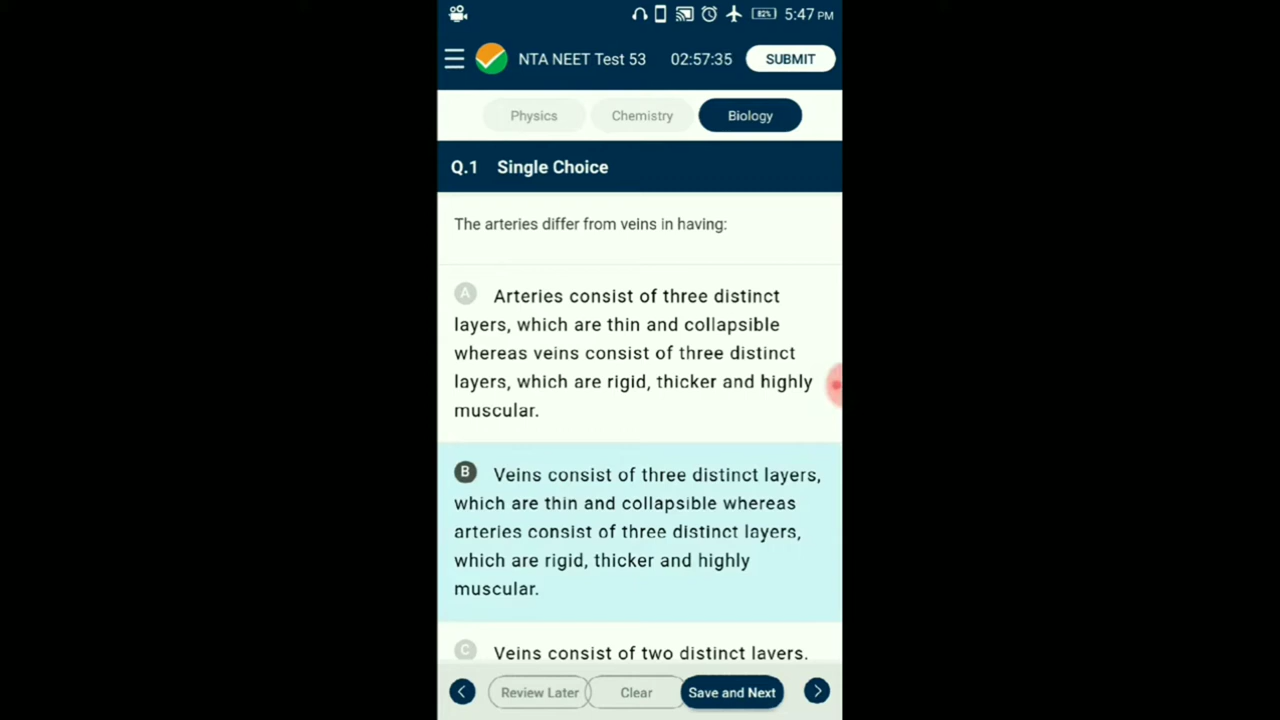 82% 5:47 PM
NTA NEET Test 53 02:57:35 SUBMIT
Physics Chemistry Biology
Q.1 Single Choice
The arteries differ from veins in having:
A Arteries consist of three distinct
layers, which are thin and collapsible
whereas veins consist of three distinct
layers, which are rigid, thicker and highly
muscular.
B Veins consist of three distinct layers,
which are thin and collapsible whereas
arteries consist of three distinct layers,
which are rigid, thicker and highly
muscular.
C Veins consist of two distinct layers.
Review Later Clear Save and Next